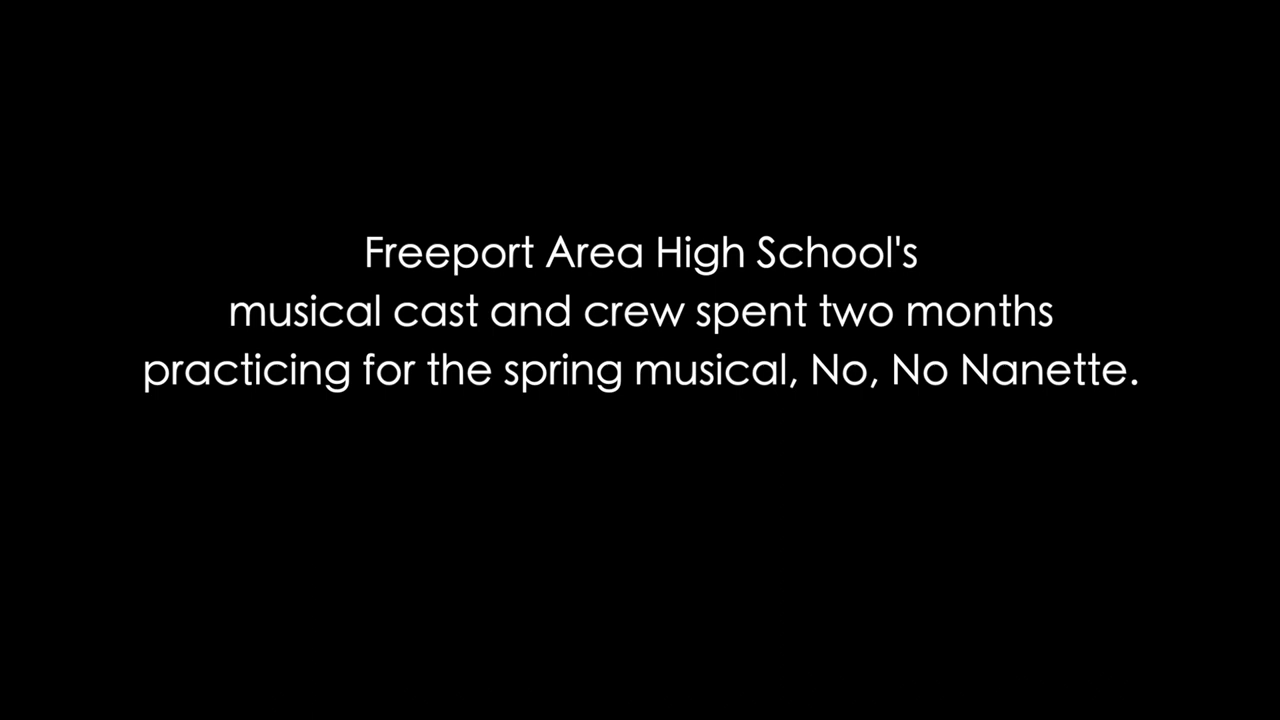 Freeport Area High School's
musical cast and crew spent two months
practicing for the spring musical, No, No Nanette.